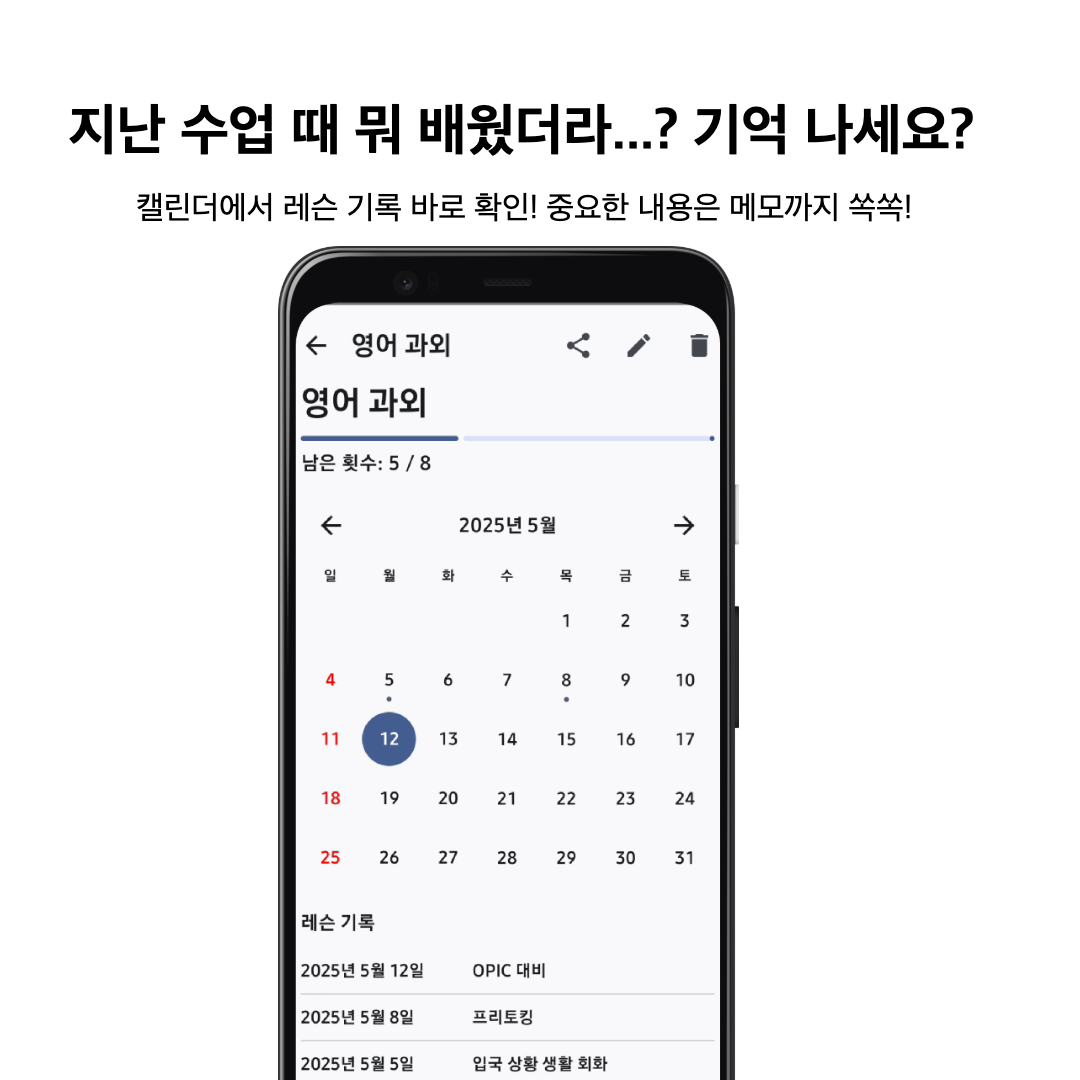 지난 수업 때 뭐 배웠더라...? 기억 나세요?
캘린더에서 레슨 기록 바로 확인! 중요한 내용은 메모까지 쏙쏙!
영어 과외
영어 과외
남은 횟수: 5 / 8
2025년 5월
일 월 화 수 목 금 토
1 2 3
4 5 6 7 8 9 10
11 12 13 14 15 16 17
18 19 20 21 22 23 24
25 26 27 28 29 30 31
레슨 기록
2025년 5월 12일 OPIC 대비
2025년 5월 8일 프리토킹
2025년 5월 5일 입국 상황 생활 회화